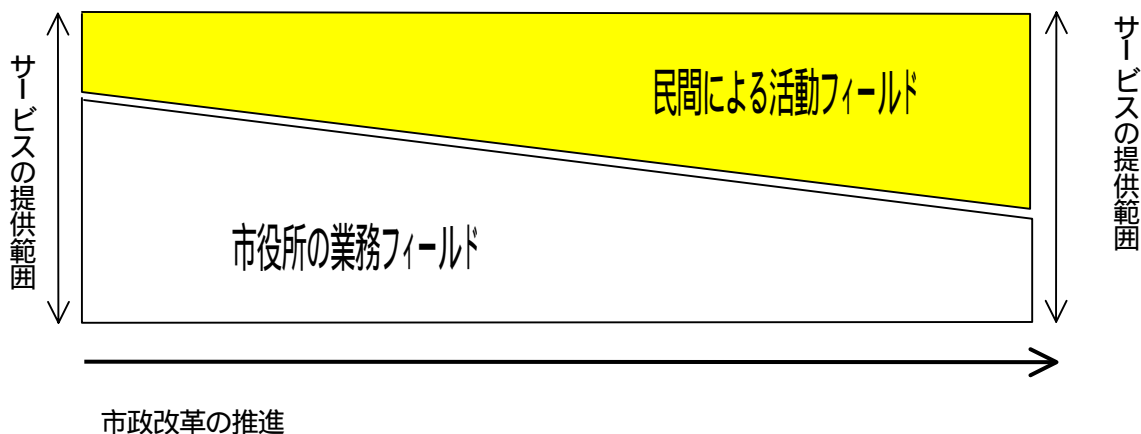 サービスの提供範囲
民間による活動フィールド
サービスの提供範囲
市役所の業務フィールド
市政改革の推進